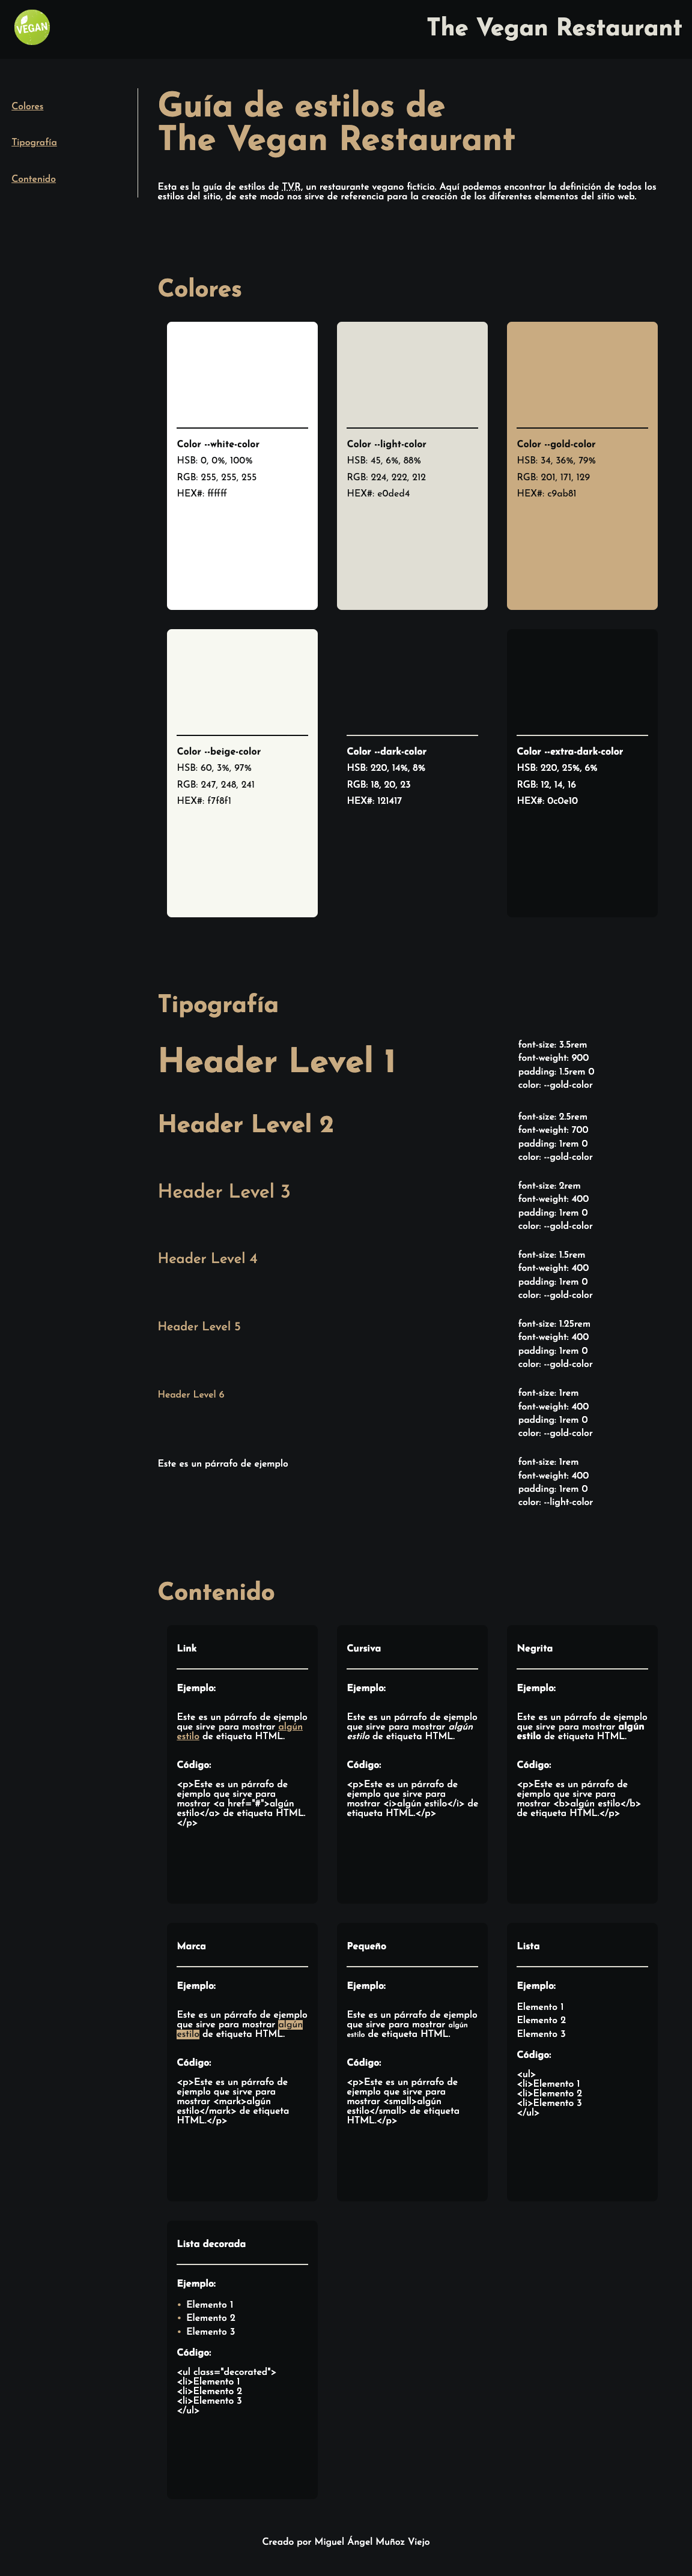 VEGAN
The Vegan Restaurant
Colores
Tipografía
Contenido
Guía de estilos de
The Vegan Restaurant
Esta es la guía de estilos de TVR, un restaurante vegano ficticio. Aquí podemos encontrar la definición de todos los
estilos del sitio, de este modo nos sirve de referencia para la creación de los diferentes elementos del sitio web.
Colores
Color --white-color
HSB: 0, 0%, 100%
RGB: 255, 255, 255
HEX#: ffffff
Color --light-color
HSB: 45, 6%, 88%
RGB: 224, 222, 212
HEX#: e0ded4
Color --gold-color
HSB: 34, 36%, 79%
RGB: 201, 171, 129
HEX#: c9ab81
Color --beige-color
HSB: 60, 3%, 97%
RGB: 247, 248, 241
HEX#: f7f8f1
Color --dark-color
HSB: 220, 14%, 8%
RGB: 18, 20, 23
HEX#: 121417
Color --extra-dark-color
HSB: 220, 25%, 6%
RGB: 12, 14, 16
HEX#: 0c0e10
Tipografía
Header Level 1
font-size: 3.5rem
font-weight: 900
padding: 1.5rem 0
color: --gold-color
Header Level 2
font-size: 2.5rem
font-weight: 700
padding: 1rem 0
color: --gold-color
Header Level 3
font-size: 2rem
font-weight: 400
padding: 1rem 0
color: --gold-color
Header Level 4
font-size: 1.5rem
font-weight: 400
padding: 1rem 0
color: --gold-color
Header Level 5
font-size: 1.25rem
font-weight: 400
padding: 1rem 0
color: --gold-color
Header Level 6
font-size: 1rem
font-weight: 400
padding: 1rem 0
color: --gold-color
Este es un párrafo de ejemplo
font-size: 1rem
font-weight: 400
padding: 1rem 0
color: --light-color
Contenido
Link
Ejemplo:
Este es un párrafo de ejemplo
que sirve para mostrar algún
estilo de etiqueta HTML.
Código:
<p>Este es un párrafo de
ejemplo que sirve para
mostrar <a href="#">algún
estilo</a> de etiqueta HTML.
</p>
Cursiva
Ejemplo:
Este es un párrafo de ejemplo
que sirve para mostrar algún
estilo de etiqueta HTML.
Código:
<p>Este es un párrafo de
ejemplo que sirve para
mostrar <i>algún estilo</i> de
etiqueta HTML.</p>
Negrita
Ejemplo:
Este es un párrafo de ejemplo
que sirve para mostrar algún
estilo de etiqueta HTML.
Código:
<p>Este es un párrafo de
ejemplo que sirve para
mostrar <b>algún estilo</b>
de etiqueta HTML.</p>
Marca
Ejemplo:
Este es un párrafo de ejemplo
que sirve para mostrar algún
estilo de etiqueta HTML.
Código:
<p>Este es un párrafo de
ejemplo que sirve para
mostrar <mark>algún
estilo</mark> de etiqueta
HTML.</p>
Pequeño
Ejemplo:
Este es un párrafo de ejemplo
que sirve para mostrar algún
estilo de etiqueta HTML.
Código:
<p>Este es un párrafo de
ejemplo que sirve para
mostrar <small>algún
estilo</small> de etiqueta
HTML.</p>
Lista
Ejemplo:
Elemento 1
Elemento 2
Elemento 3
Código:
<ul>
<li>Elemento 1
<li>Elemento 2
<li>Elemento 3
</ul>
Lista decorada
Ejemplo:
• Elemento 1
• Elemento 2
• Elemento 3
Código:
<ul class="decorated">
<li>Elemento 1
<li>Elemento 2
<li>Elemento 3
</ul>
Creado por Miguel Ángel Muñoz Viejo